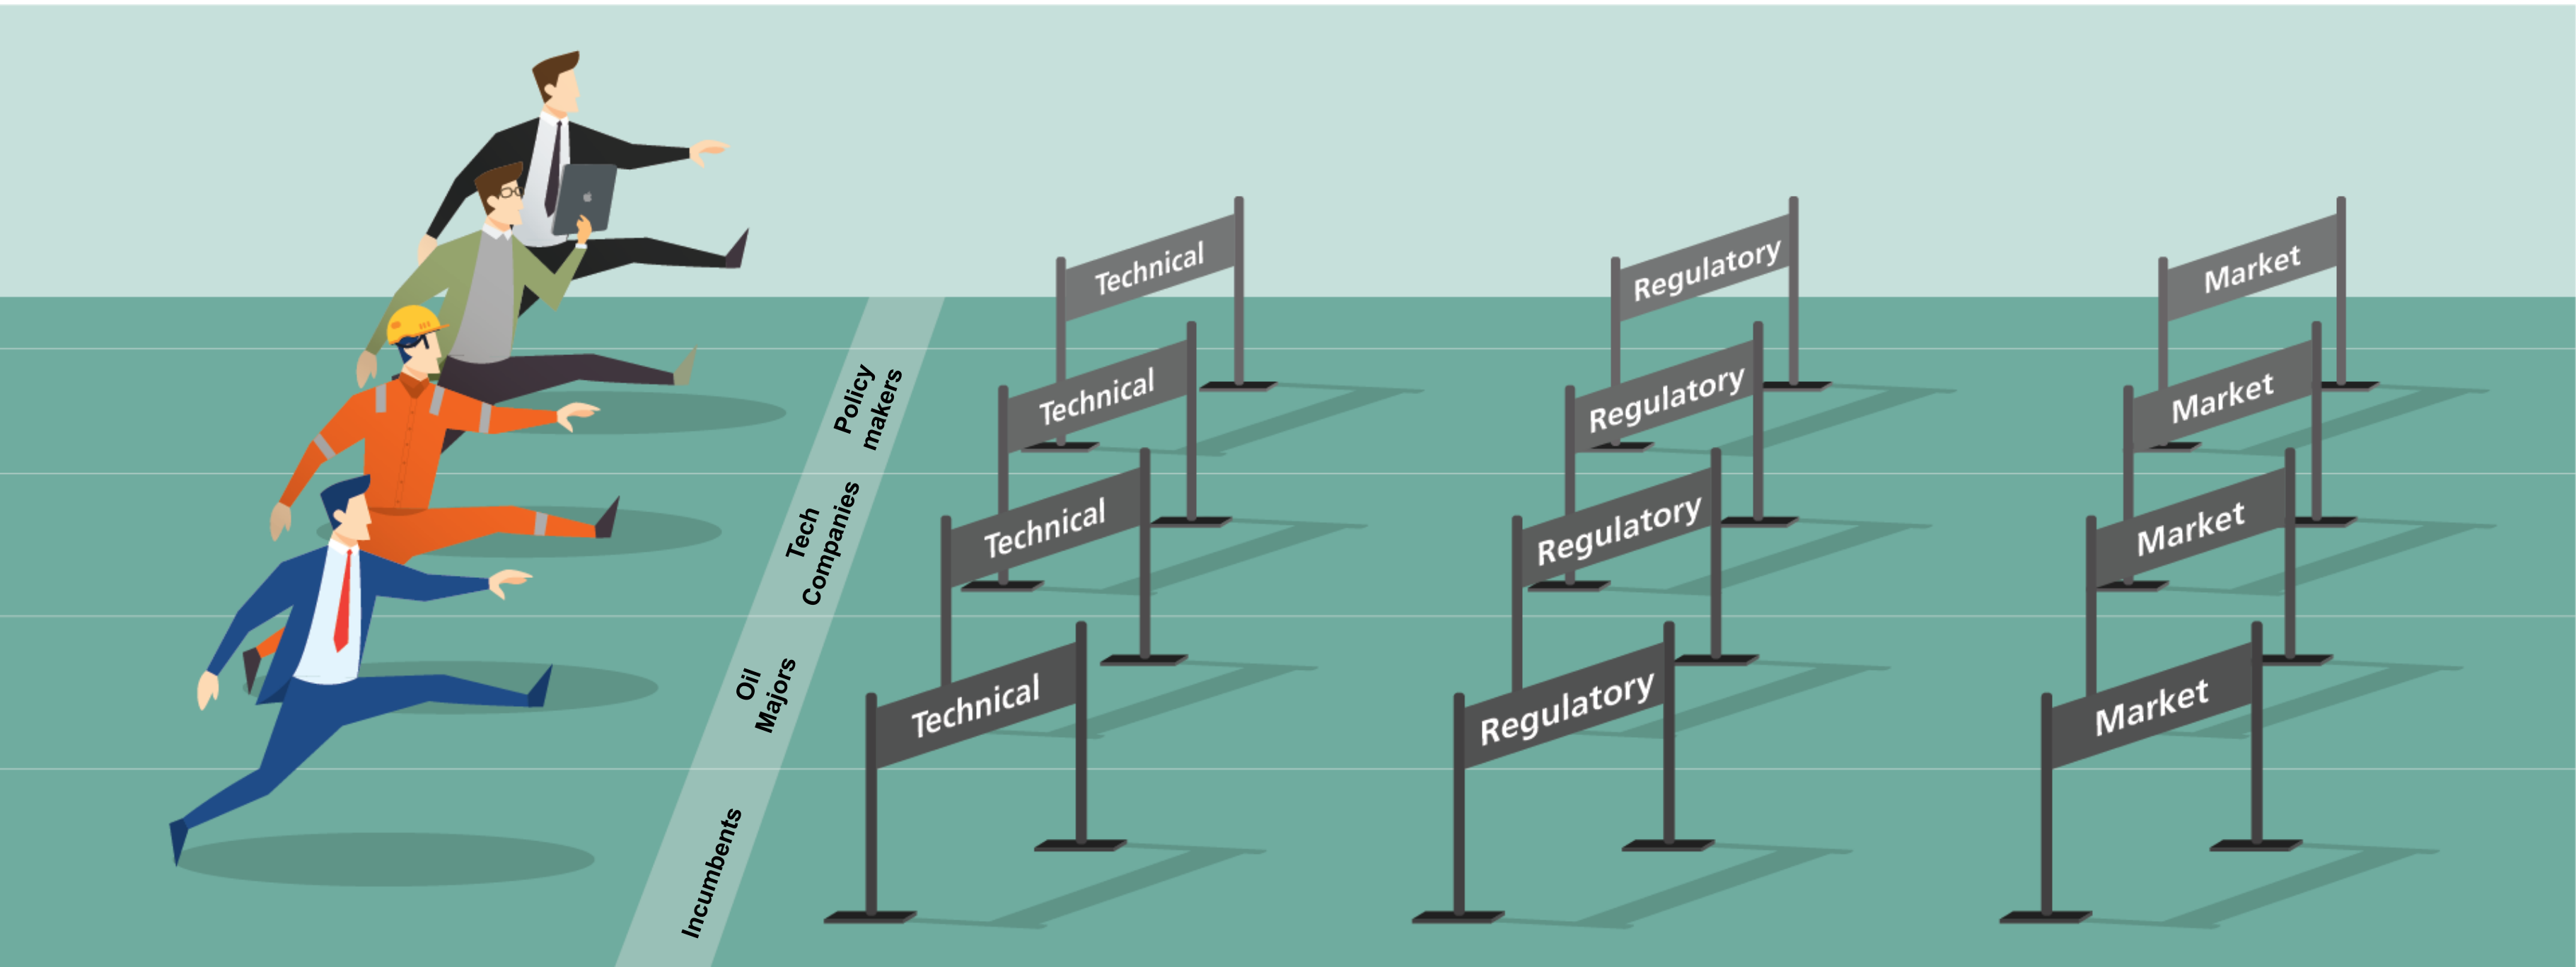 Policy
makers
Tech
Companies
Oil
Majors
Incumbents
Technical
Regulatory
Market
Technical
Regulatory
Market
Technical
Regulatory
Market
Technical
Regulatory
Market